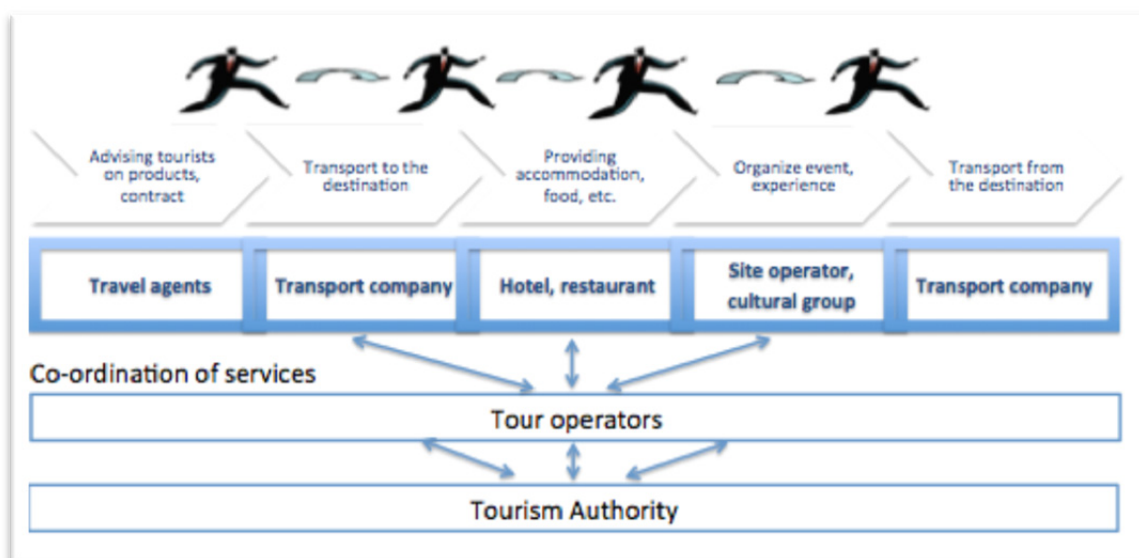 Advising tourists
on products,
contract
Transport to the
destination
Providing
accommodation,
food, etc.
Organize event,
experience
Transport from
the destination
Travel agents
Transport company
Hotel, restaurant
Site operator,
cultural group
Transport company
Co-ordination of services
Tour operators
Tourism Authority